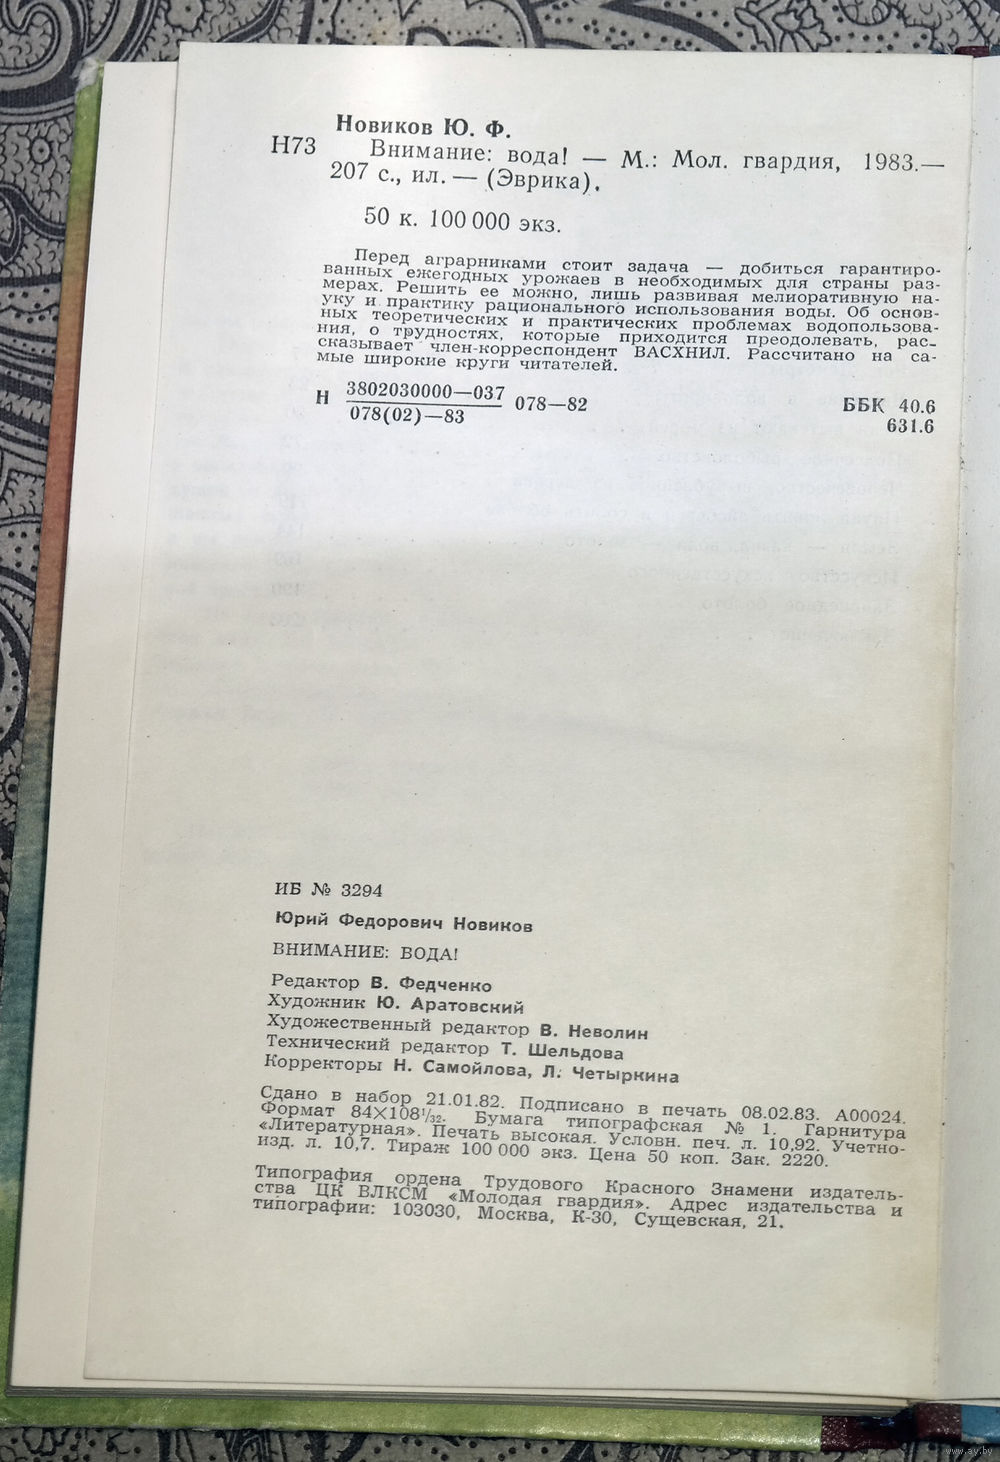 Новиков Ю. Ф.
Н73 Внимание: вода! — М.: Мол. гвардия, 1983.—
207 с., ил. — (Эврика).
50 к. 100 000 экз.
Перед аграрниками стоит задача — добиться гарантиро-
ванных ежегодных урожаев в необходимых для страны раз-
мерах. Решить ее можно, лишь развивая мелиоративную на-
уку и практику рационального использования воды. Об основ-
ных теоретических и практических проблемах водопользова-
ния, о трудностях, которые приходится преодолевать, рас-
сказывает член-корреспондент ВАСХНИЛ. Рассчитано на са-
мые широкие круги читателей.
Н 3802030000—037 078—82 ББК 40.6
078(02)—83 631.6
ИБ № 3294
Юрий Федорович Новиков
ВНИМАНИЕ: ВОДА!
Редактор В. Федченко
Художник Ю. Аратовский
Художественный редактор В. Неволин
Технический редактор Т. Шельдова
Корректоры Н. Самойлова, Л. Четыркина
Сдано в набор 21.01.82. Подписано в печать 08.02.83. А00024.
Формат 84×108¹/₃₂. Бумага типографская № 1. Гарнитура
«Литературная». Печать высокая. Условн. печ. л. 10,92. Учетно-
изд. л. 10,7. Тираж 100 000 экз. Цена 50 коп. Зак. 2220.
Типография ордена Трудового Красного Знамени издатель-
ства ЦК ВЛКСМ «Молодая гвардия». Адрес издательства и
типографии: 103030, Москва, К-30, Сущевская, 21.
www.ay.by